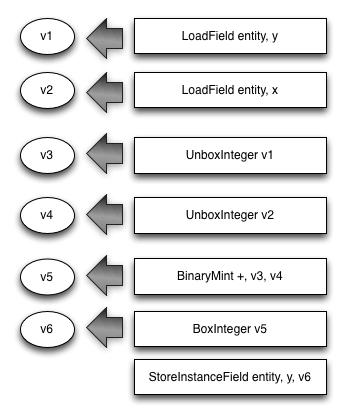 v1 LoadField entity, y
v2 LoadField entity, x
v3 UnboxInteger v1
v4 UnboxInteger v2
v5 BinaryMint +, v3, v4
v6 BoxInteger v5
StoreInstanceField entity, y, v6